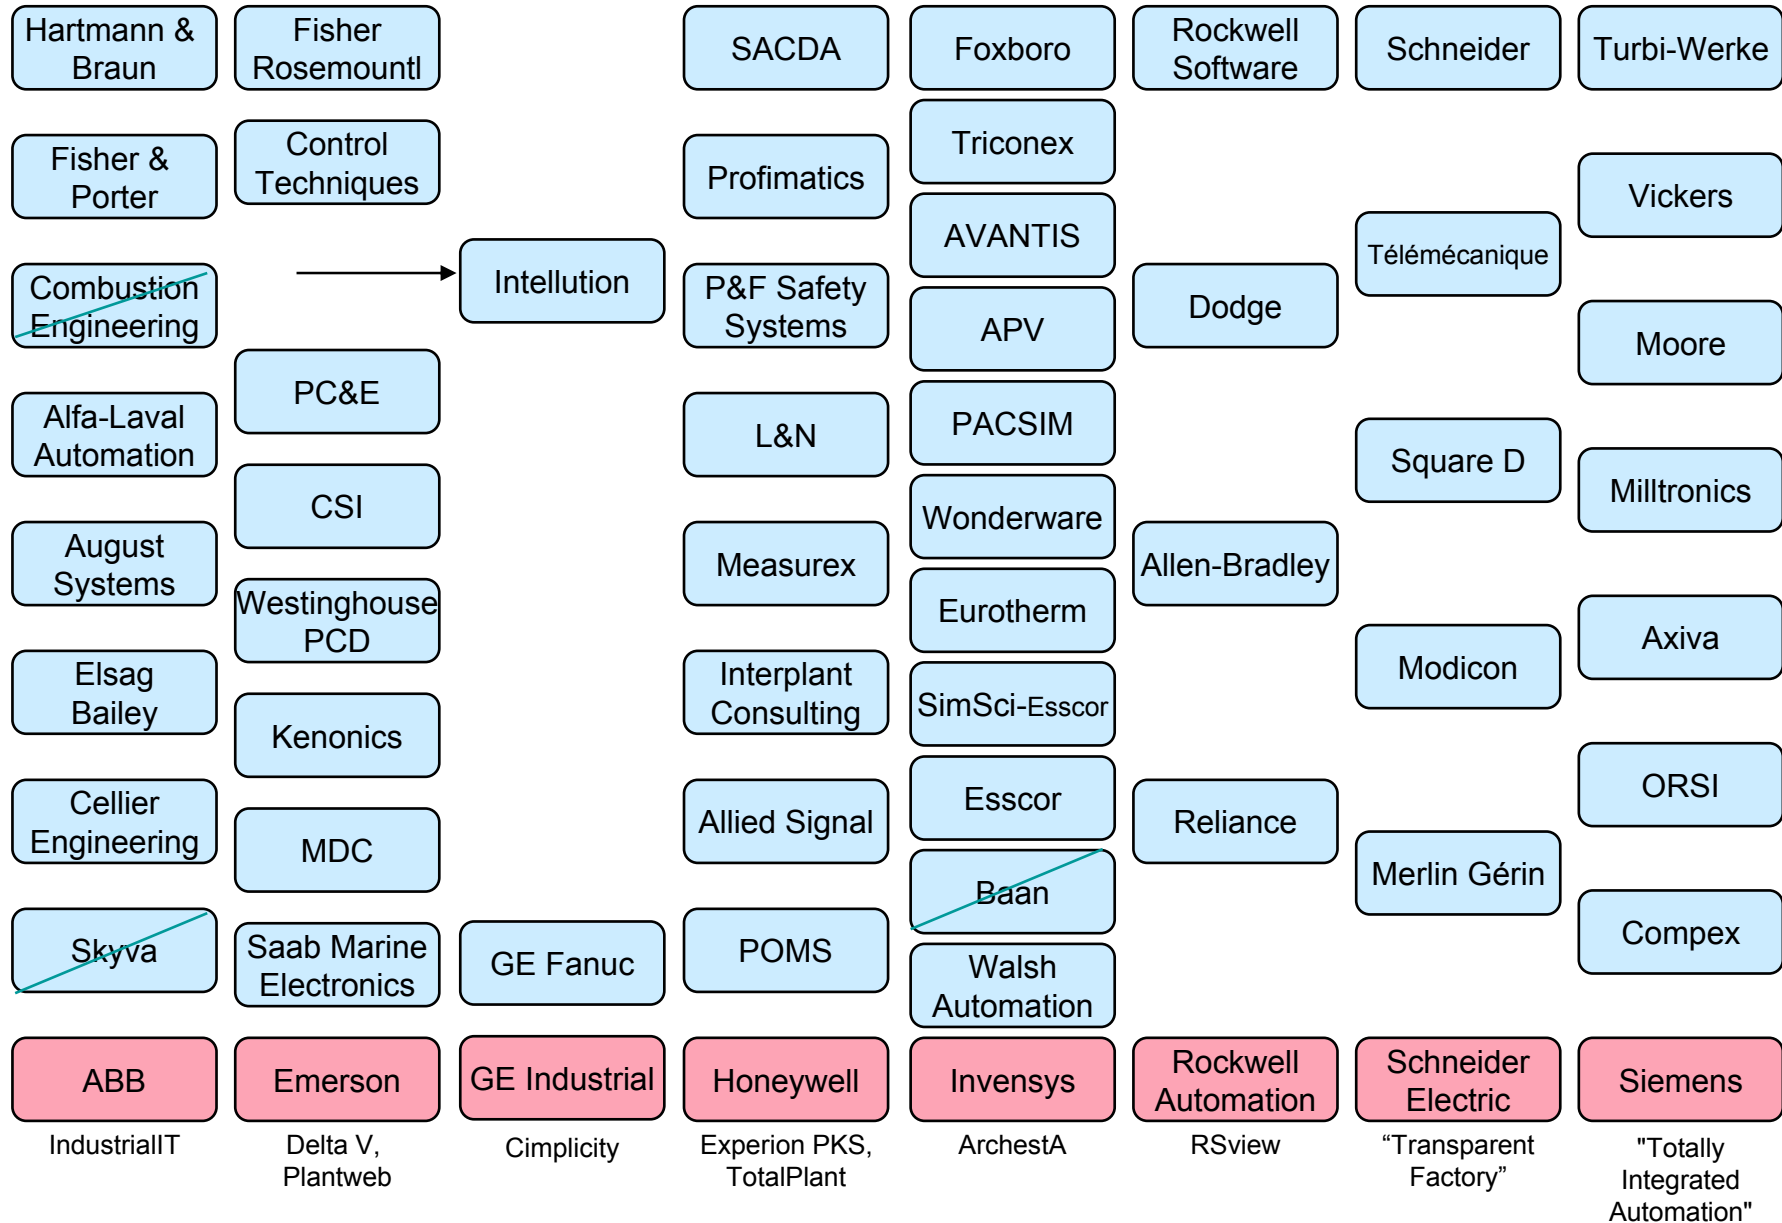 Hartmann &
Braun
Fisher
Rosemountl
SACDA
Foxboro
Rockwell
Software
Schneider
Turbi-Werke
Fisher &
Porter
Control
Techniques
Profimatics
Triconex
Vickers
AVANTIS
Télémécanique
Combustion
Engineering
Intellution
P&F Safety
Systems
APV
Dodge
Moore
Alfa-Laval
Automation
PC&E
L&N
PACSIM
Square D
Milltronics
August
Systems
CSI
Measurex
Wonderware
Allen-Bradley
Westinghouse
PCD
Eurotherm
Axiva
Elsag
Bailey
Kenonics
Interplant
Consulting
SimSci-Esscor
Modicon
ORSI
Cellier
Engineering
MDC
Allied Signal
Esscor
Reliance
Merlin Gérin
Baan
Compex
Skyva
Saab Marine
Electronics
GE Fanuc
POMS
Walsh
Automation
ABB
Emerson
GE Industrial
Honeywell
Invensys
Rockwell
Automation
Schneider
Electric
Siemens
IndustrialIT
Delta V,
Plantweb
Cimplicity
Experion PKS,
TotalPlant
ArchestA
RSview
“Transparent
Factory”
"Totally
Integrated
Automation"